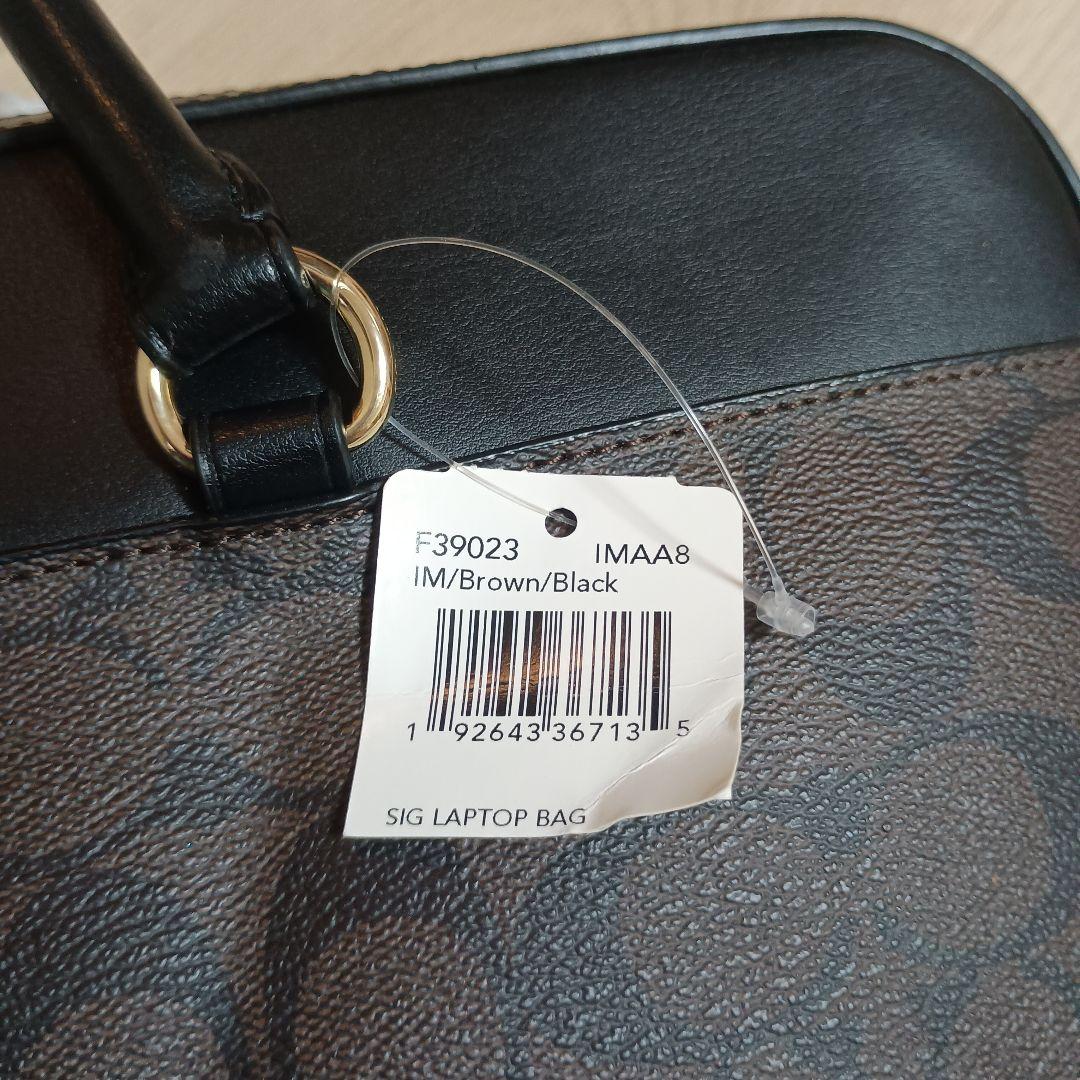 F39023 IMAA8
IM/Brown/Black
1 92643 36713 5
SIG LAPTOP BAG